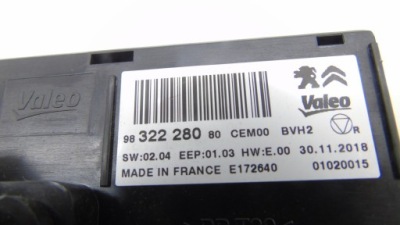 Valeo
Valeo
98 322 280 80 CEM00 BVH2 R
SW:02.04 EEP:01.03 HW:E.00 30.11.2018
MADE IN FRANCE E172640 01020015